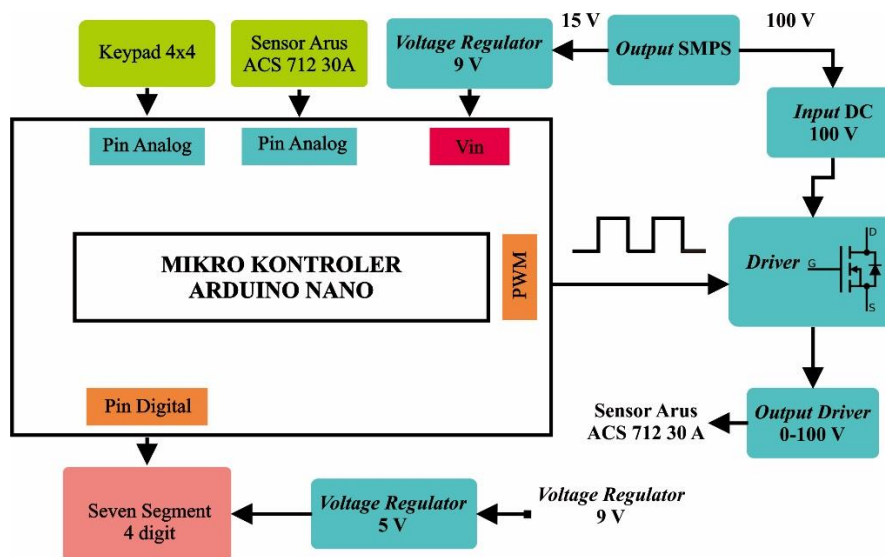 Keypad 4x4
Sensor Arus
ACS 712 30A
Voltage Regulator
9 V
15 V
Output SMPS
100 V
Input DC
100 V
Pin Analog
Pin Analog
Vin
MIKRO KONTROLER
ARDUINO NANO
PWM
Driver
D
G
S
Pin Digital
Sensor Arus
ACS 712 30 A
Output Driver
0-100 V
Seven Segment
4 digit
Voltage Regulator
5 V
Voltage Regulator
9 V